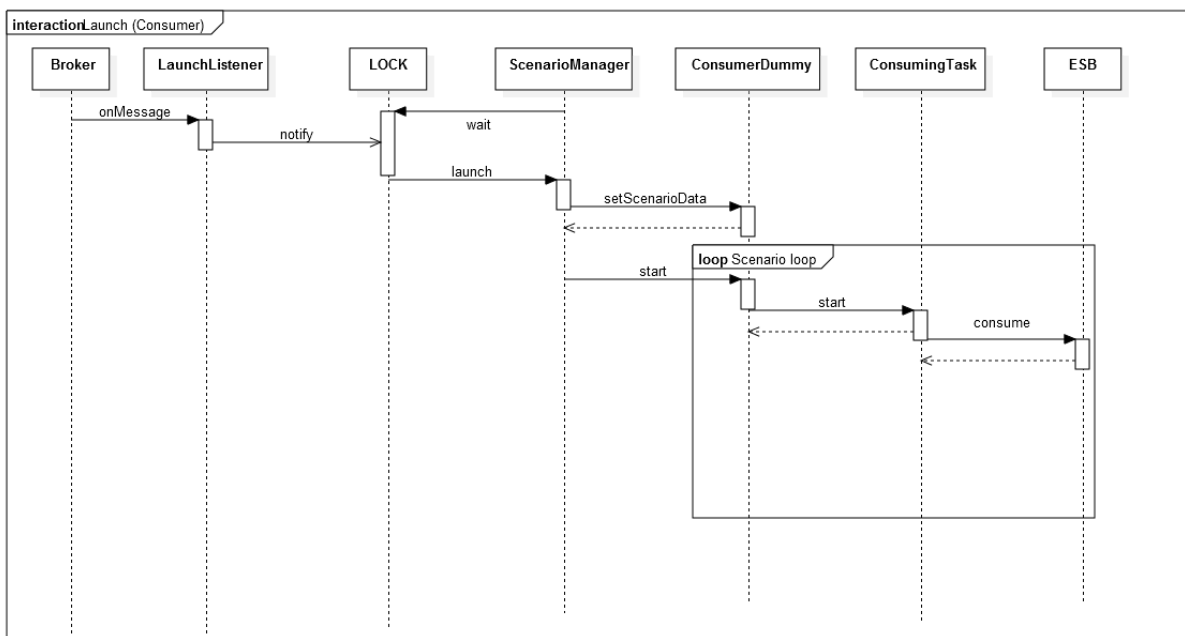 interactionLaunch (Consumer)
Broker
LaunchListener
LOCK
ScenarioManager
ConsumerDummy
ConsumingTask
ESB
onMessage
wait
notify
launch
setScenarioData
loop Scenario loop
start
start
consume